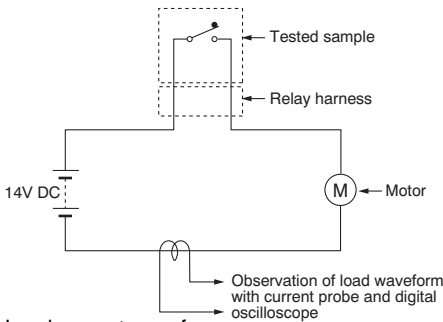 Tested sample
Relay harness
14V DC
M
Motor
Observation of load waveform
with current probe and digital
oscilloscope